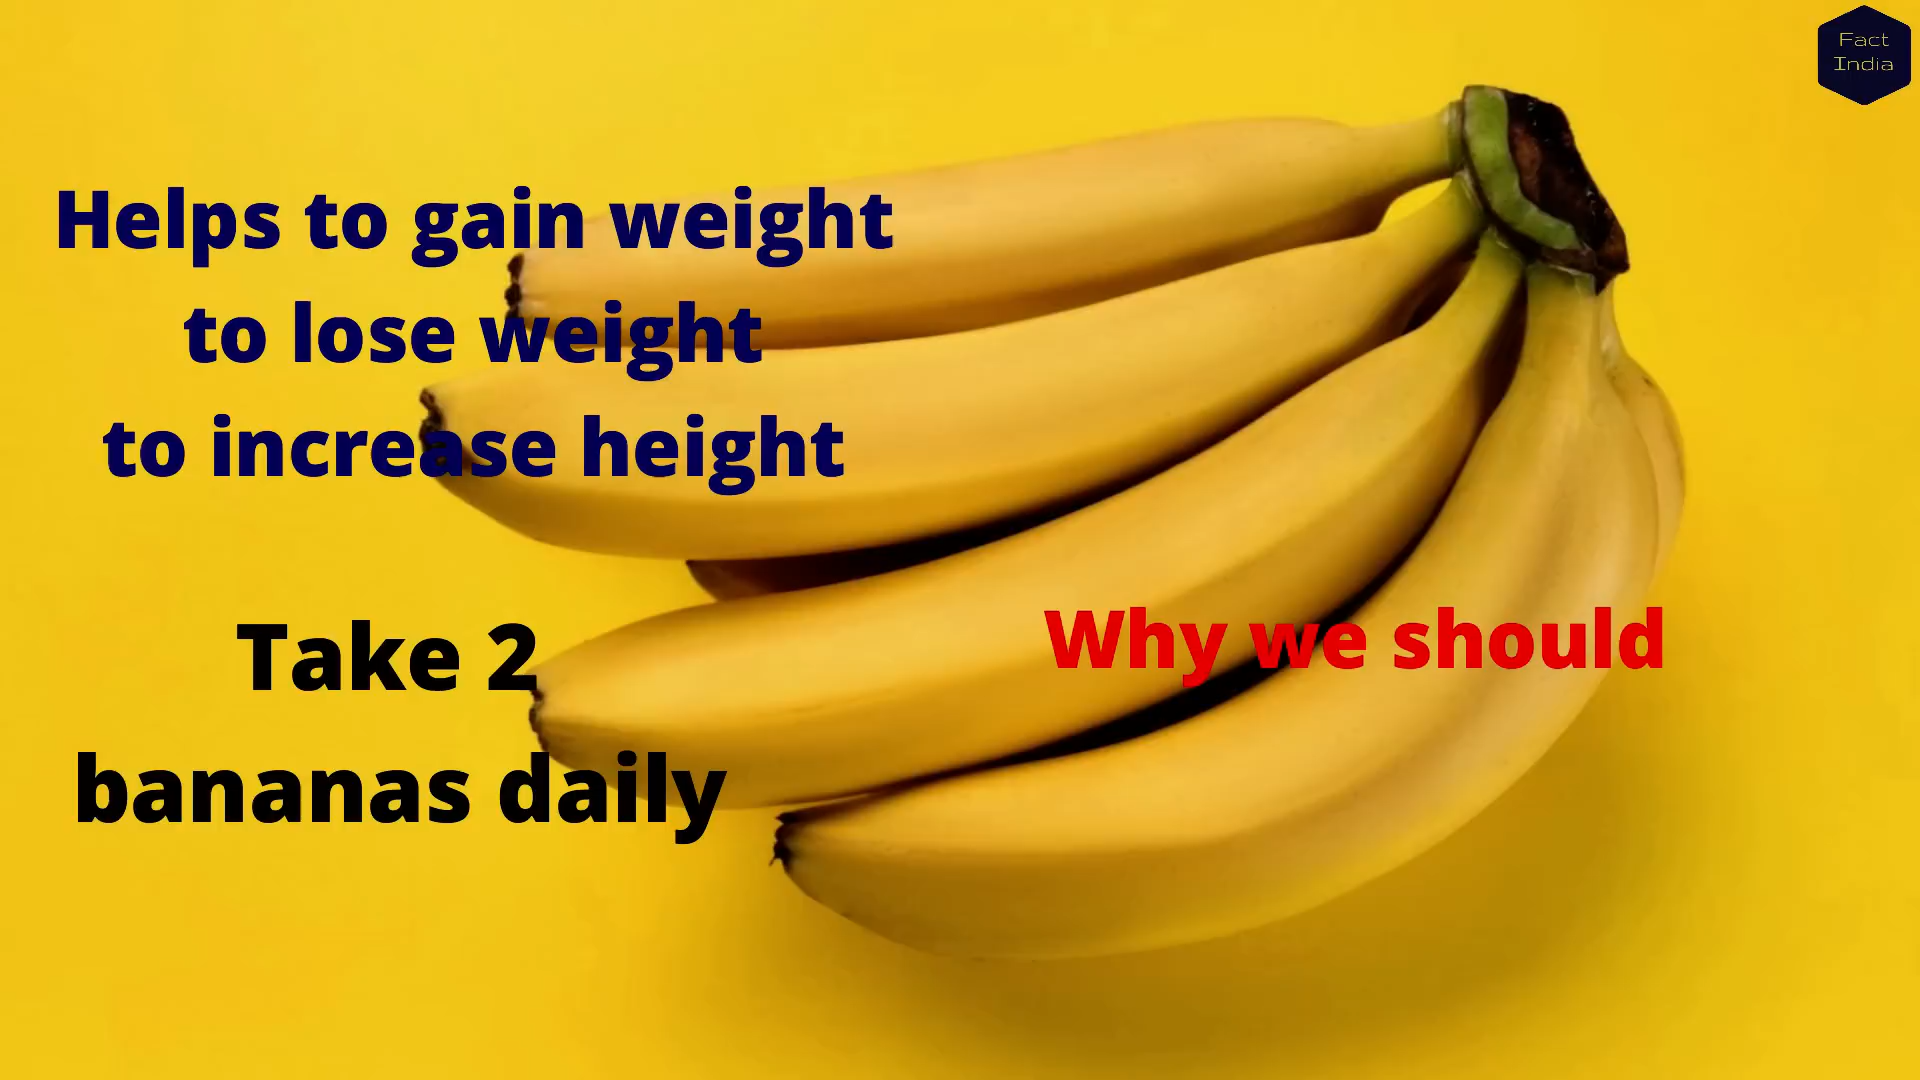 Fact
India
Helps to gain weight
to lose weight
to increase height
Take 2
bananas daily
Why we should